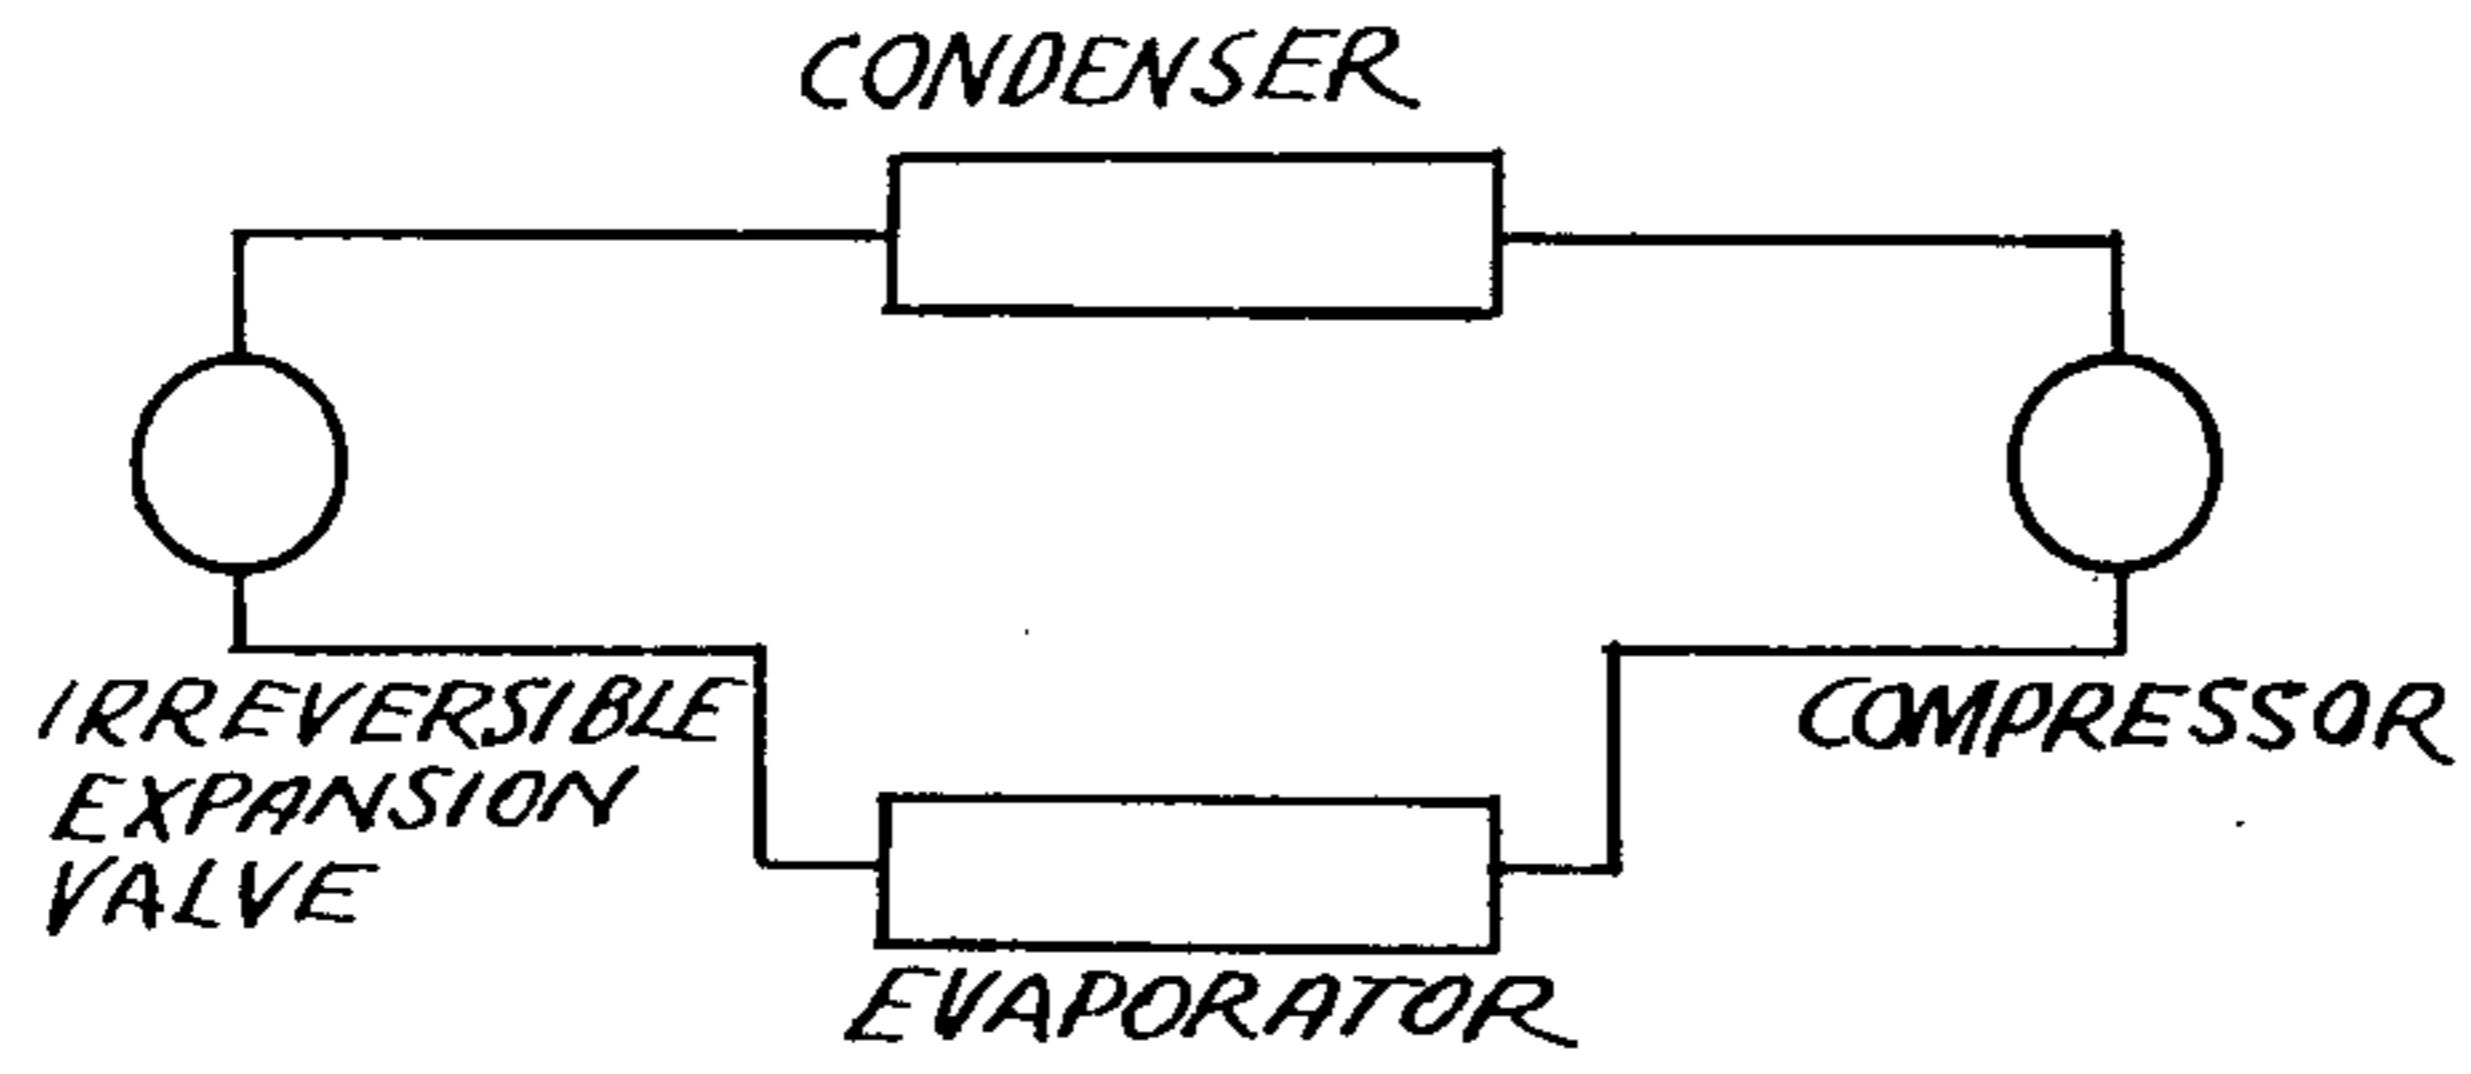 CONDENSER
IRREVERSIBLE
EXPANSION
VALVE
COMPRESSOR
EVAPORATOR